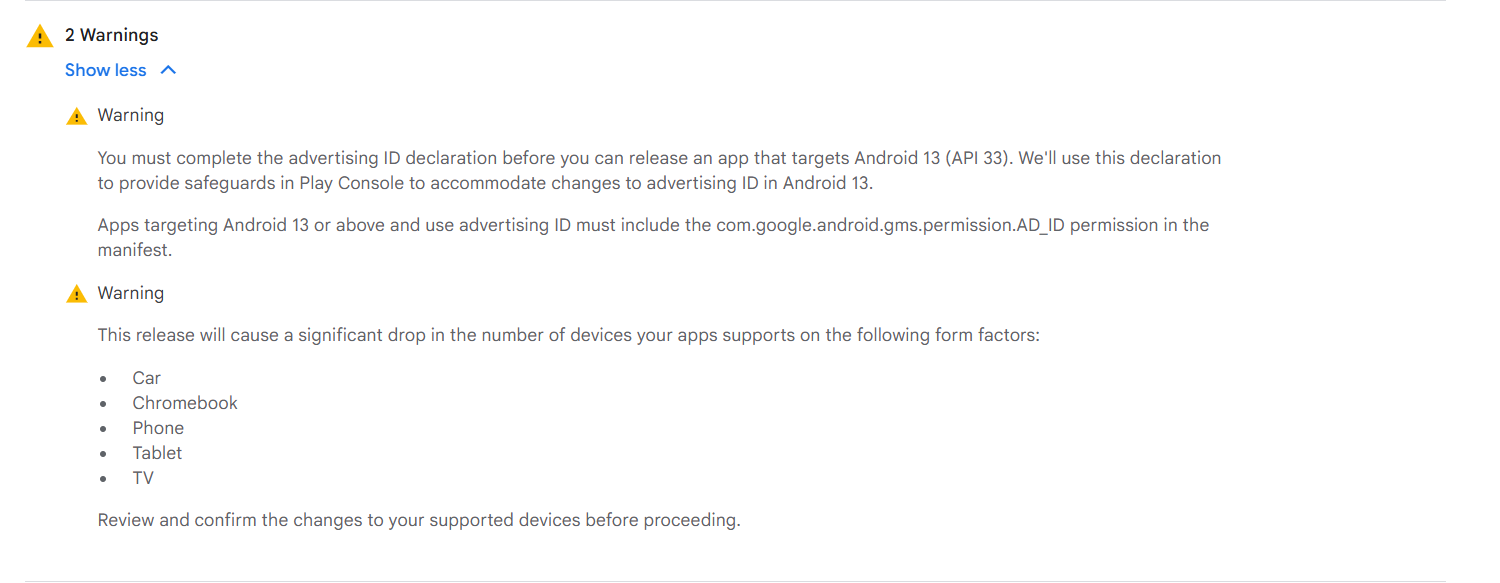 2 Warnings
Show less
Warning
You must complete the advertising ID declaration before you can release an app that targets Android 13 (API 33). We'll use this declaration
to provide safeguards in Play Console to accommodate changes to advertising ID in Android 13.
Apps targeting Android 13 or above and use advertising ID must include the com.google.android.gms.permission.AD_ID permission in the
manifest.
Warning
This release will cause a significant drop in the number of devices your apps supports on the following form factors:
• Car
• Chromebook
• Phone
• Tablet
• TV
Review and confirm the changes to your supported devices before proceeding.